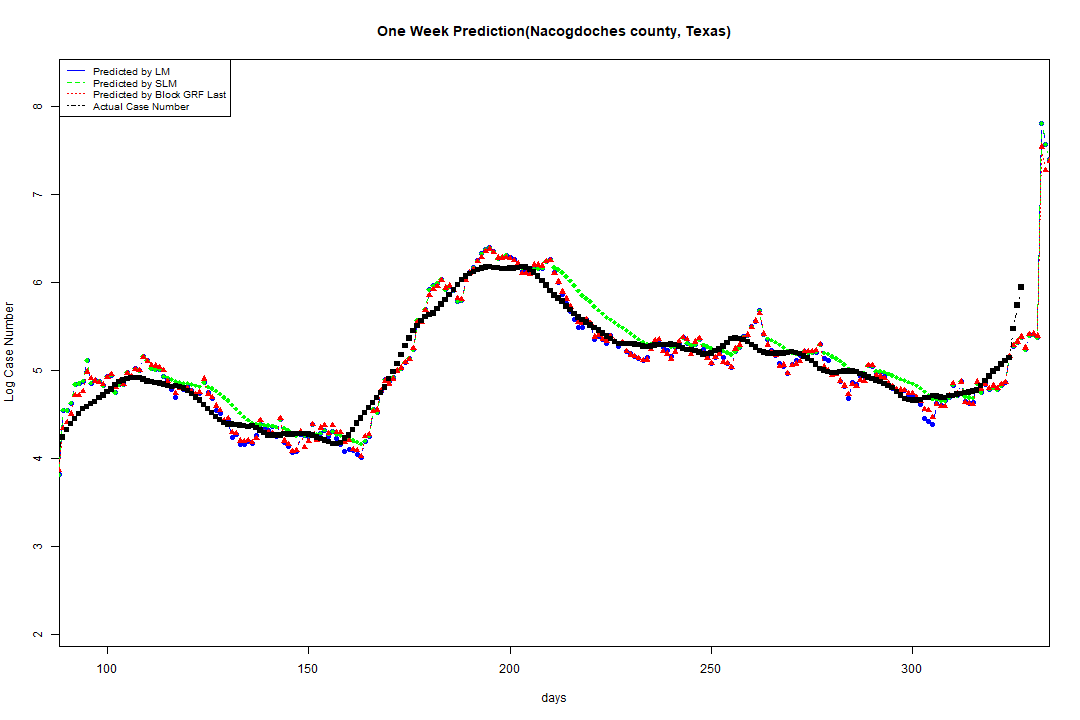 One Week Prediction(Nacogdoches county, Texas)
Predicted by LM
Predicted by SLM
Predicted by Block GRF Last
Actual Case Number
8
7
6
5
4
3
2
Log Case Number
100 150 200 250 300
days